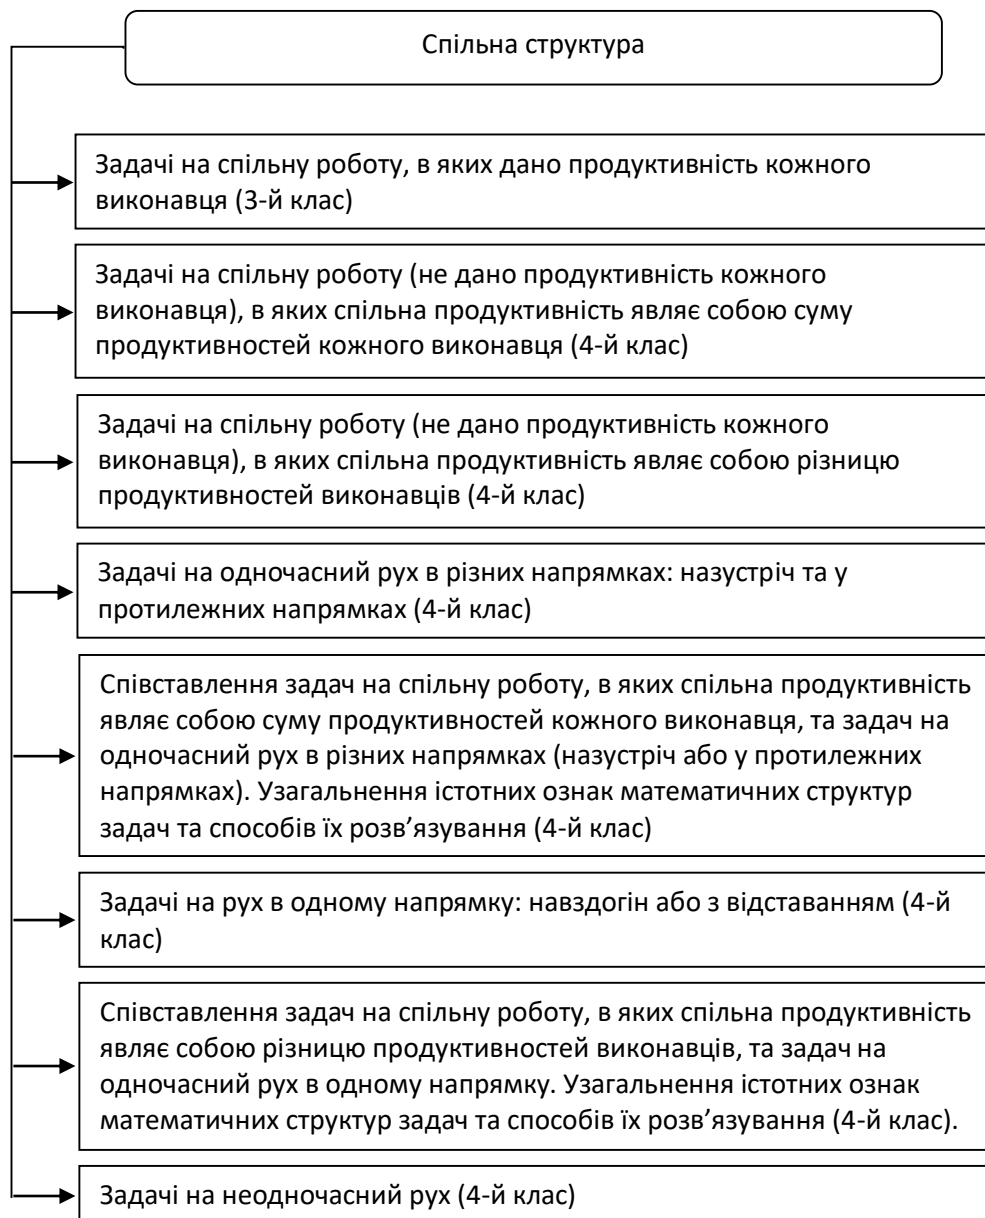 Спільна структура
Задачі на спільну роботу, в яких дано продуктивність кожного
виконавця (3-й клас)
Задачі на спільну роботу (не дано продуктивність кожного
виконавця), в яких спільна продуктивність являє собою суму
продуктивностей кожного виконавця (4-й клас)
Задачі на спільну роботу (не дано продуктивність кожного
виконавця), в яких спільна продуктивність являє собою різницю
продуктивностей виконавців (4-й клас)
Задачі на одночасний рух в різних напрямках: назустріч та у
протилежних напрямках (4-й клас)
Співставлення задач на спільну роботу, в яких спільна продуктивність
являє собою суму продуктивностей кожного виконавця, та задач на
одночасний рух в різних напрямках (назустріч або у протилежних
напрямках). Узагальнення істотних ознак математичних структур
задач та способів їх розв’язування (4-й клас)
Задачі на рух в одному напрямку: навздогін або з відставанням (4-й
клас)
Співставлення задач на спільну роботу, в яких спільна продуктивність
являє собою різницю продуктивностей виконавців, та задач на
одночасний рух в одному напрямку. Узагальнення істотних ознак
математичних структур задач та способів їх розв’язування (4-й клас).
Задачі на неодночасний рух (4-й клас)